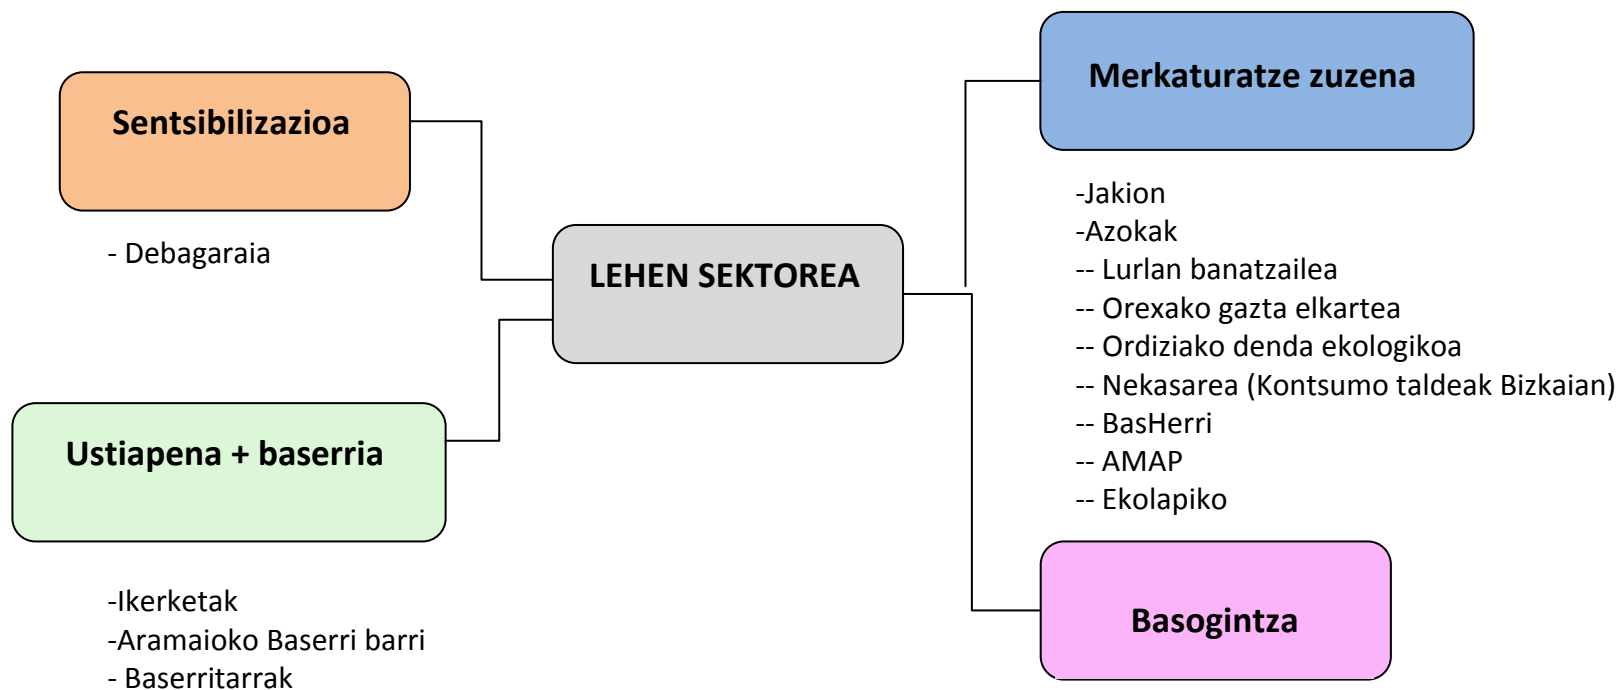 Sentsibilizazioa
- Debagaraia
LEHEN SEKTOREA
Ustiapena + baserria
-Ikerketak
-Aramaioko Baserri barri
- Baserritarrak
Merkaturatze zuzena
-Jakion
-Azokak
-- Lurlan banatzailea
-- Orexako gazta elkartea
-- Ordiziako denda ekologikoa
-- Nekasarea (Kontsumo taldeak Bizkaian)
-- BasHerri
-- AMAP
-- Ekolapiko
Basogintza